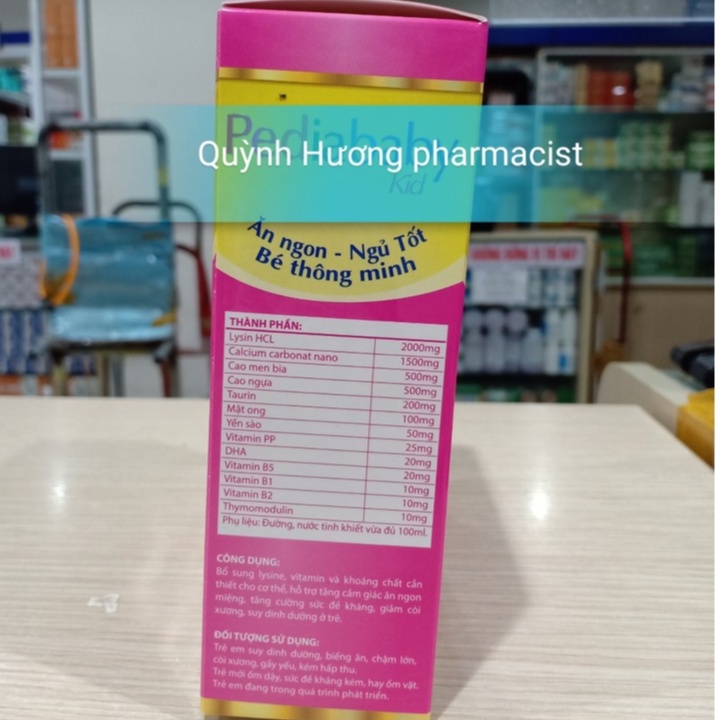 Pediababy
Kid
Quỳnh Hương pharmacist
Ăn ngon - Ngủ Tốt
Bé thông minh
THÀNH PHẦN:
Lysin HCL 2000mg
Calcium carbonat nano 1500mg
Cao men bia 500mg
Cao ngựa 500mg
Taurin 200mg
Mật ong 100mg
Yến sào 50mg
Vitamin PP 25mg
DHA 20mg
Vitamin B5 20mg
Vitamin B1 10mg
Vitamin B2 10mg
Thymomodulin 10mg
Phụ liệu: Đường, nước tinh khiết vừa đủ 100ml.
CÔNG DỤNG:
Bổ sung lysine, vitamin và khoáng chất cần
thiết cho cơ thể, hỗ trợ tăng cảm giác ăn ngon
miệng, tăng cường sức đề kháng, giảm còi
xương, suy dinh dưỡng ở trẻ.
ĐỐI TƯỢNG SỬ DỤNG:
Trẻ em suy dinh dưỡng, biếng ăn, chậm lớn,
còi xương, gầy yếu, kém hấp thu.
Trẻ mới ốm dậy, sức đề kháng kém, hay ốm vặt.
Trẻ em đang trong quá trình phát triển.